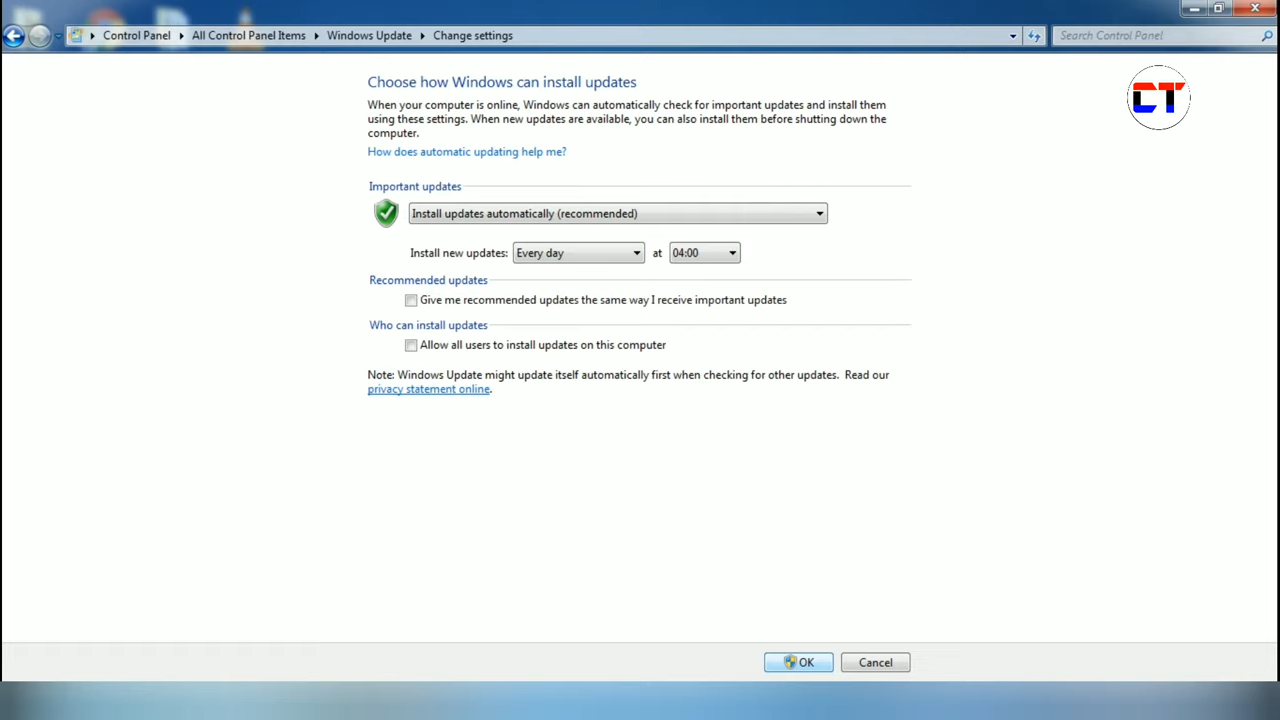 Control Panel All Control Panel Items Windows Update Change settings Search Control Panel
CT
Choose how Windows can install updates
When your computer is online, Windows can automatically check for important updates and install them
using these settings. When new updates are available, you can also install them before shutting down the
computer.
How does automatic updating help me?
Important updates
Install updates automatically (recommended)
Install new updates: Every day at 04:00
Recommended updates
Give me recommended updates the same way I receive important updates
Who can install updates
Allow all users to install updates on this computer
Note: Windows Update might update itself automatically first when checking for other updates. Read our
privacy statement online.
OK Cancel